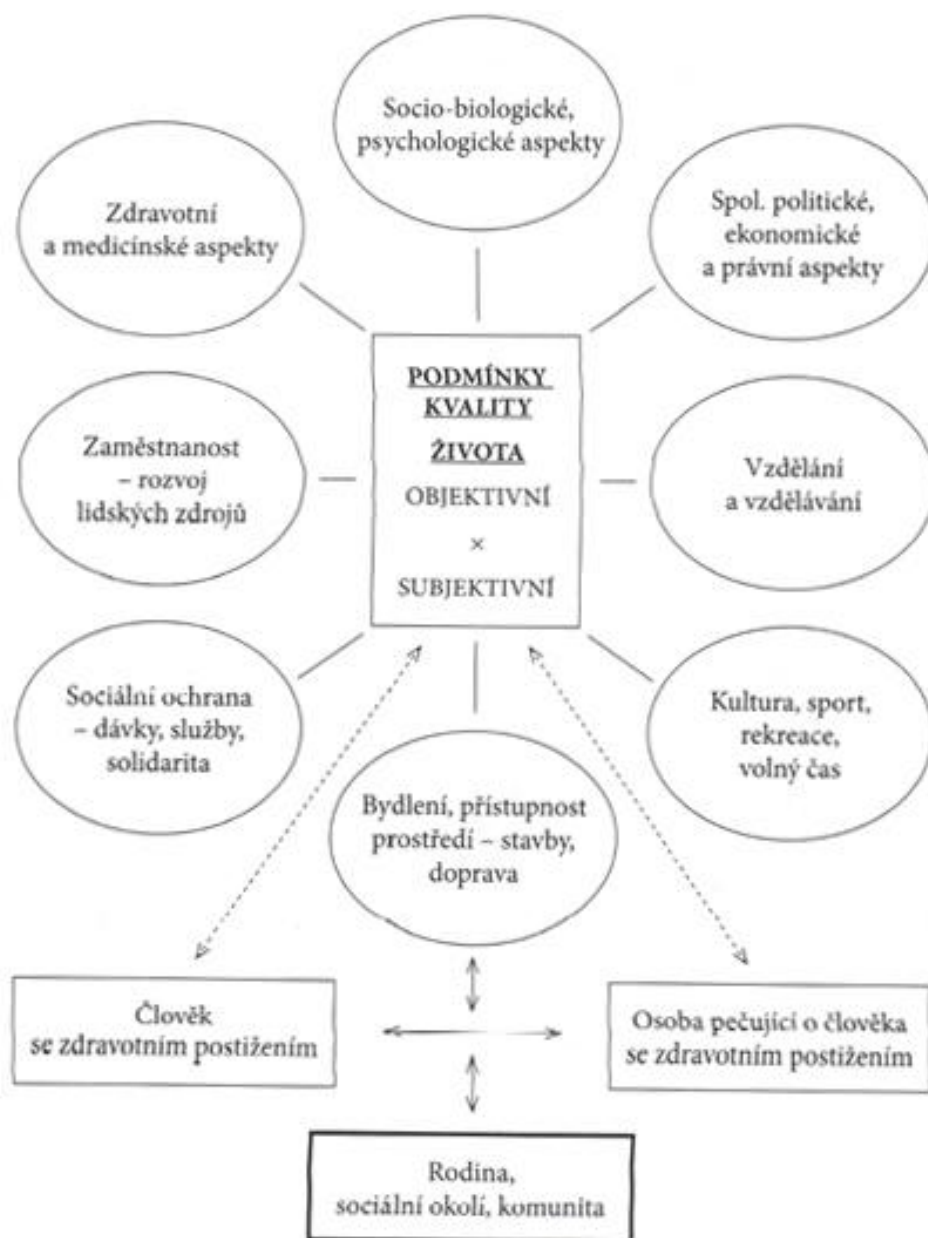 Socio-biologické,
psychologické aspekty
Zdravotní
a medicínské aspekty
Spol. politické,
ekonomické
a právní aspekty
PODMÍNKY
KVALITY
ŽIVOTA
OBJEKTIVNÍ
×
SUBJEKTIVNÍ
Zaměstnanost
– rozvoj
lidských zdrojů
Vzdělání
a vzdělávání
Sociální ochrana
– dávky, služby,
solidarita
Kultura, sport,
rekreace,
volný čas
Bydlení, přístupnost
prostředí – stavby,
doprava
Člověk
se zdravotním postižením
Osoba pečující o člověka
se zdravotním postižením
Rodina,
sociální okolí, komunita